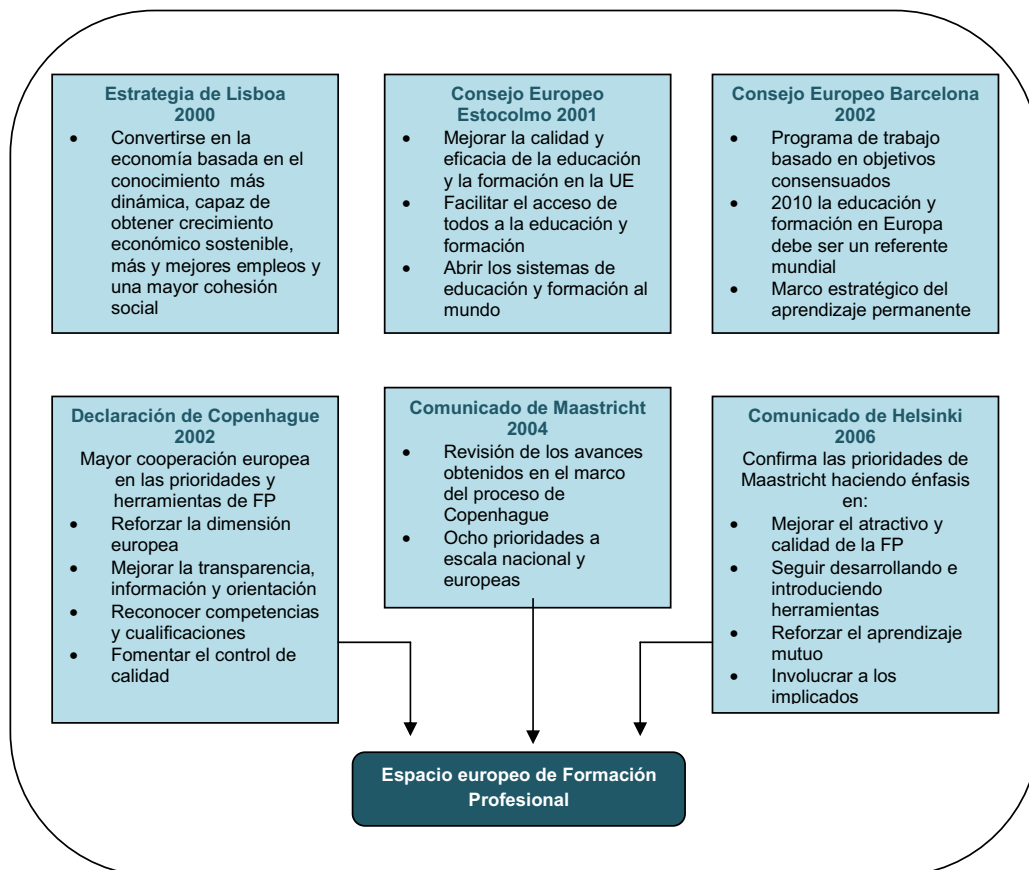 Estrategia de Lisboa
2000
• Convertirse en la
economía basada en el
conocimiento más
dinámica, capaz de
obtener crecimiento
económico sostenible,
más y mejores empleos y
una mayor cohesión
social
Consejo Europeo
Estocolmo 2001
• Mejorar la calidad y
eficacia de la educación
y la formación en la UE
• Facilitar el acceso de
todos a la educación y
formación
• Abrir los sistemas de
educación y formación al
mundo
Consejo Europeo Barcelona
2002
• Programa de trabajo
basado en objetivos
consensuados
• 2010 la educación y
formación en Europa
debe ser un referente
mundial
• Marco estratégico del
aprendizaje permanente
Declaración de Copenhague
2002
Mayor cooperación europea
en las prioridades y
herramientas de FP
• Reforzar la dimensión
europea
• Mejorar la transparencia,
información y orientación
• Reconocer competencias
y cualificaciones
• Fomentar el control de
calidad
Comunicado de Maastricht
2004
• Revisión de los avances
obtenidos en el marco
del proceso de
Copenhague
• Ocho prioridades a
escala nacional y
europeas
Comunicado de Helsinki
2006
Confirma las prioridades de
Maastricht haciendo énfasis
en:
• Mejorar el atractivo y
calidad de la FP
• Seguir desarrollando e
introduciendo
herramientas
• Reforzar el aprendizaje
mutuo
• Involucrar a los
implicados
Espacio europeo de Formación
Profesional